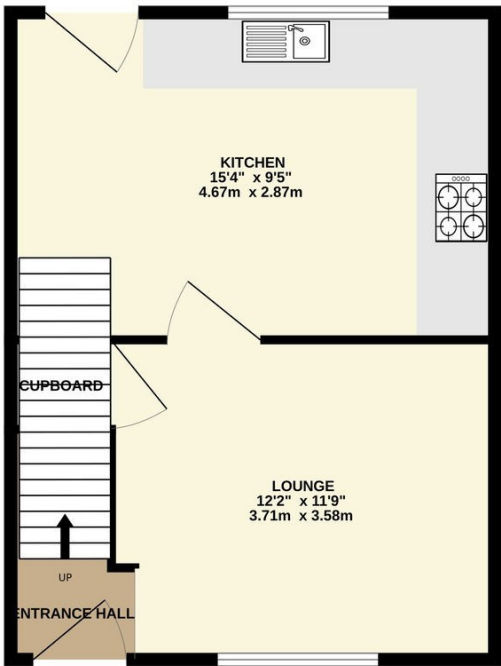 KITCHEN
15'4" x 9'5"
4.67m x 2.87m
CUPBOARD
LOUNGE
12'2" x 11'9"
3.71m x 3.58m
UP
ENTRANCE HALL